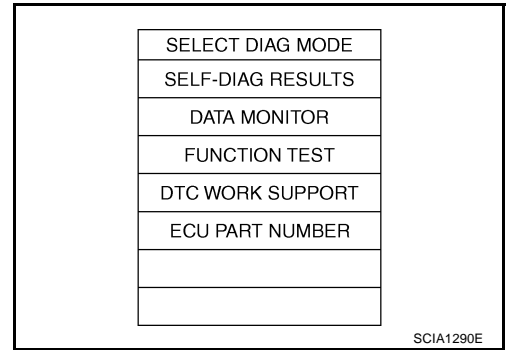 SELECT DIAG MODE
SELF-DIAG RESULTS
DATA MONITOR
FUNCTION TEST
DTC WORK SUPPORT
ECU PART NUMBER
SCIA1290E